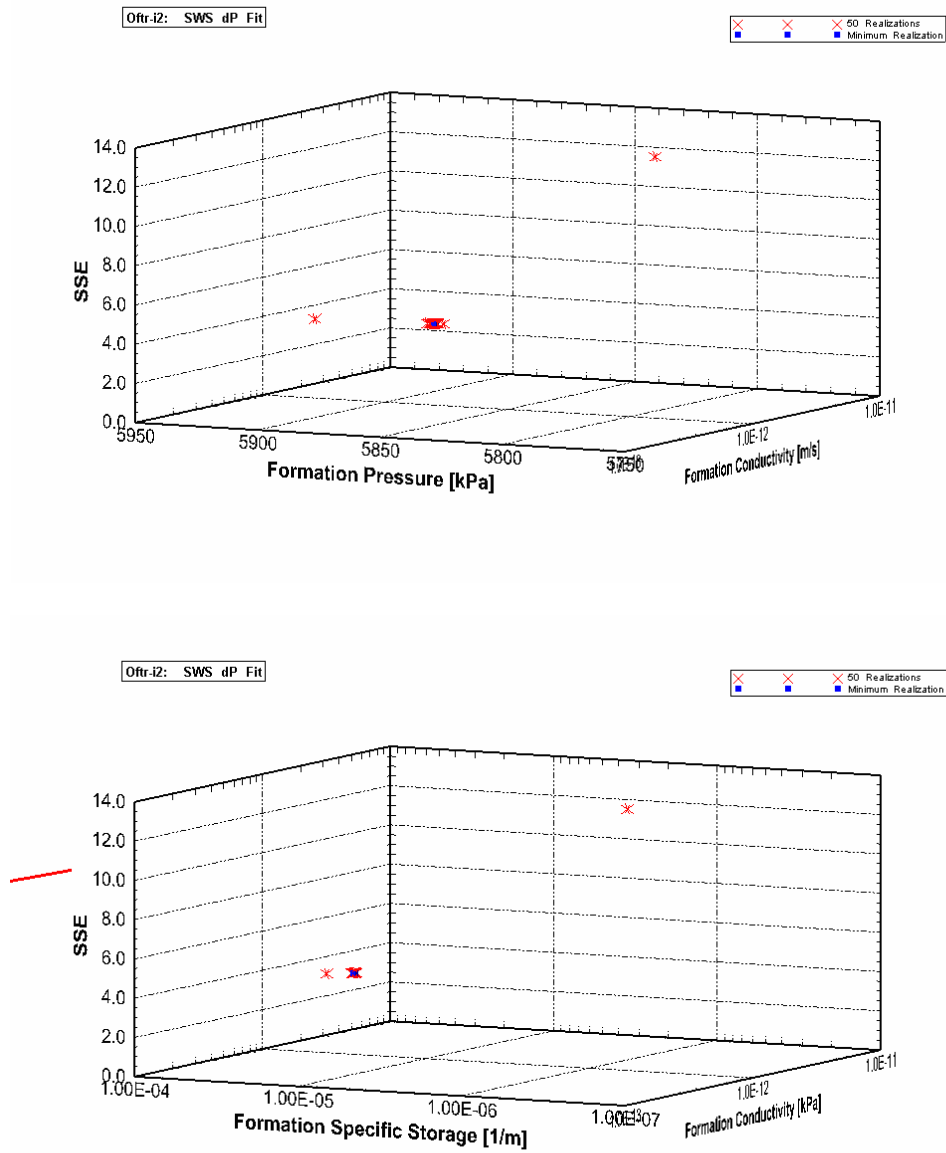 Oftr-i2: SWS dP Fit
50 Realizations
Minimum Realization
14.0
12.0
10.0
8.0
6.0
4.0
2.0
0.0
SSE
5950
5900
5850
5800
5750
Formation Pressure [kPa]
1.0E-12
1.0E-11
Formation Conductivity [m/s]
Oftr-i2: SWS dP Fit
50 Realizations
Minimum Realization
14.0
12.0
10.0
8.0
6.0
4.0
2.0
0.0
SSE
1.00E-04
1.00E-05
1.00E-06
1.00E-07
Formation Specific Storage [1/m]
1.0E-12
1.0E-11
Formation Conductivity [kPa]